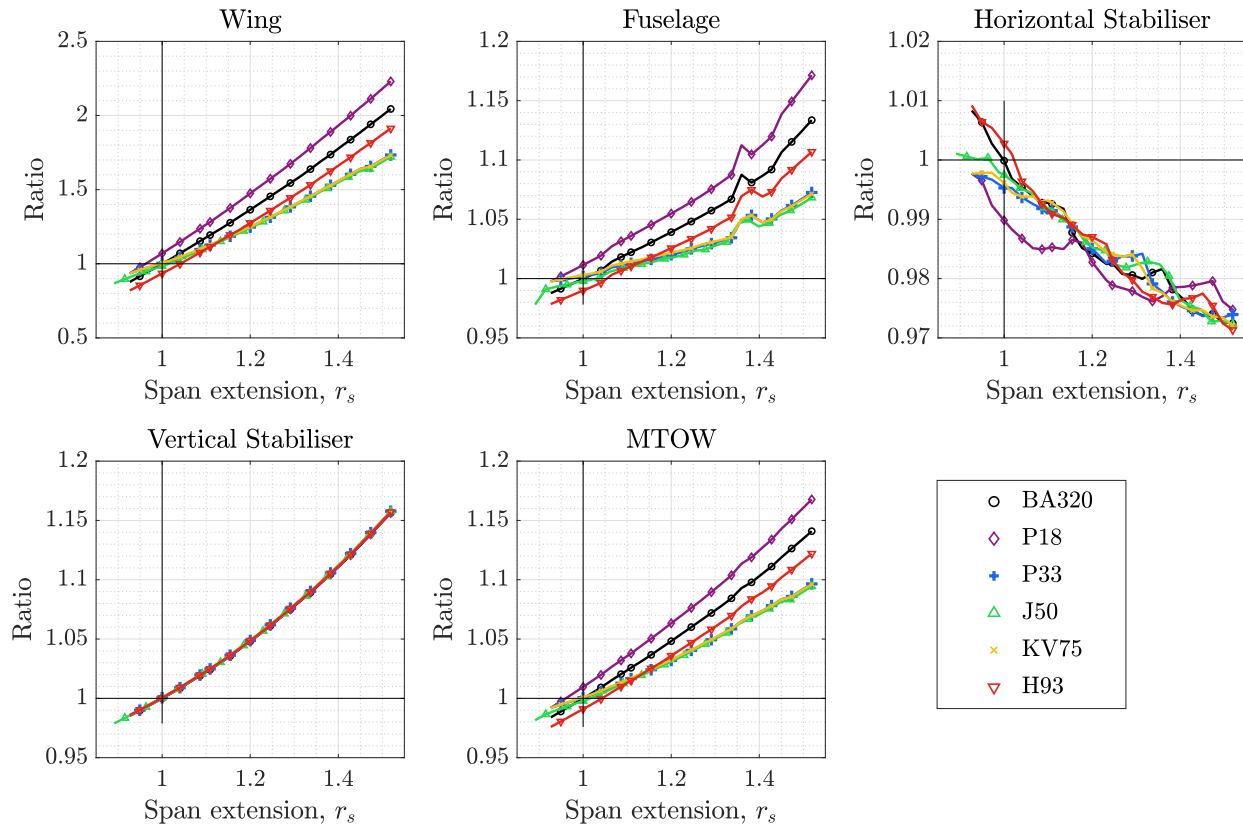 Wing
Fuselage
Horizontal Stabiliser
2.5
2
1.5
1
0.5
Ratio
1 1.2 1.4
Span extension, r_s
1.2
1.15
1.1
1.05
1
0.95
Ratio
1 1.2 1.4
Span extension, r_s
1.02
1.01
1
0.99
0.98
0.97
Ratio
1 1.2 1.4
Span extension, r_s
Vertical Stabiliser
MTOW
1.2
1.15
1.1
1.05
1
0.95
Ratio
1 1.2 1.4
Span extension, r_s
1.2
1.15
1.1
1.05
1
0.95
Ratio
1 1.2 1.4
Span extension, r_s
BA320
P18
P33
J50
KV75
H93